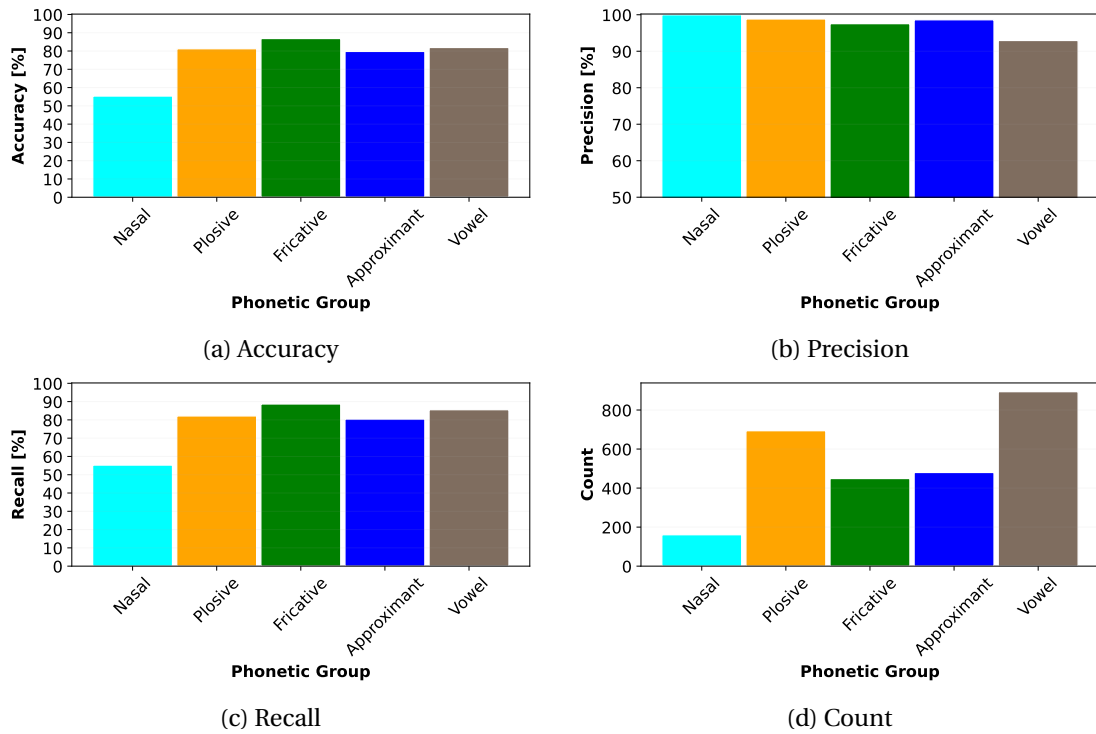 100
90
80
70
60
50
40
30
20
10
0
Accuracy [%]
Nasal
Plosive
Fricative
Approximant
Vowel
Phonetic Group
(a) Accuracy
100
90
80
70
60
50
Precision [%]
Nasal
Plosive
Fricative
Approximant
Vowel
Phonetic Group
(b) Precision
100
90
80
70
60
50
40
30
20
10
0
Recall [%]
Nasal
Plosive
Fricative
Approximant
Vowel
Phonetic Group
(c) Recall
800
600
400
200
0
Count
Nasal
Plosive
Fricative
Approximant
Vowel
Phonetic Group
(d) Count